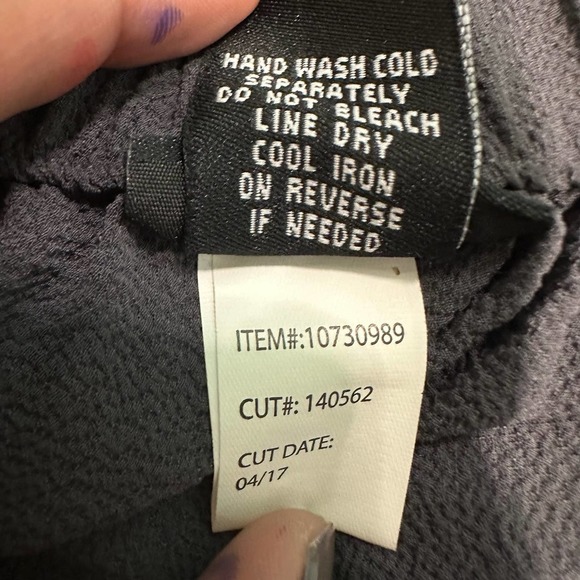 HAND WASH COLD
SEPARATELY
DO NOT BLEACH
LINE DRY
COOL IRON
ON REVERSE
IF NEEDED
ITEM#:10730989
CUT#: 140562
CUT DATE:
04/17